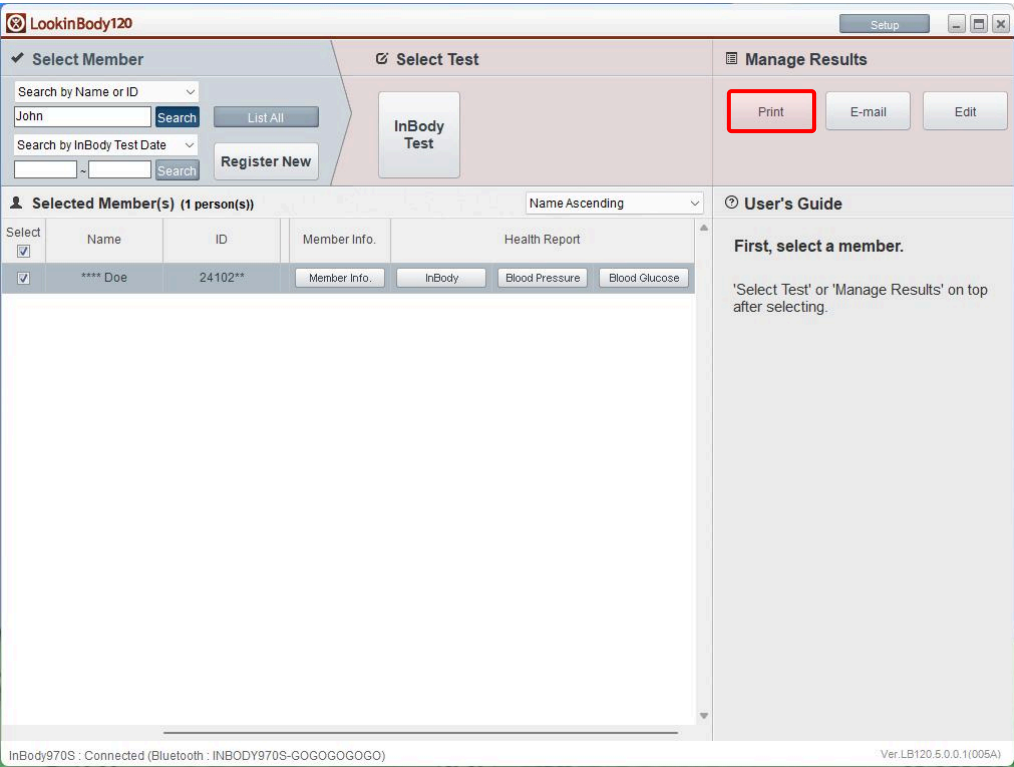 LookinBody120
Setup
Select Member
Select Test
Manage Results
Search by Name or ID
John
Search
List All
Search by InBody Test Date
~
Search
Register New
InBody
Test
Print
E-mail
Edit
Selected Member(s) (1 person(s))
Name Ascending
User's Guide
Select
Name
ID
Member Info.
Health Report
**** Doe
24102**
Member Info.
InBody
Blood Pressure
Blood Glucose
First, select a member.
'Select Test' or 'Manage Results' on top
after selecting.
InBody970S : Connected (Bluetooth : INBODY970S-GOGOGOGOGO)
Ver.LB120.5.0.0.1(005A)